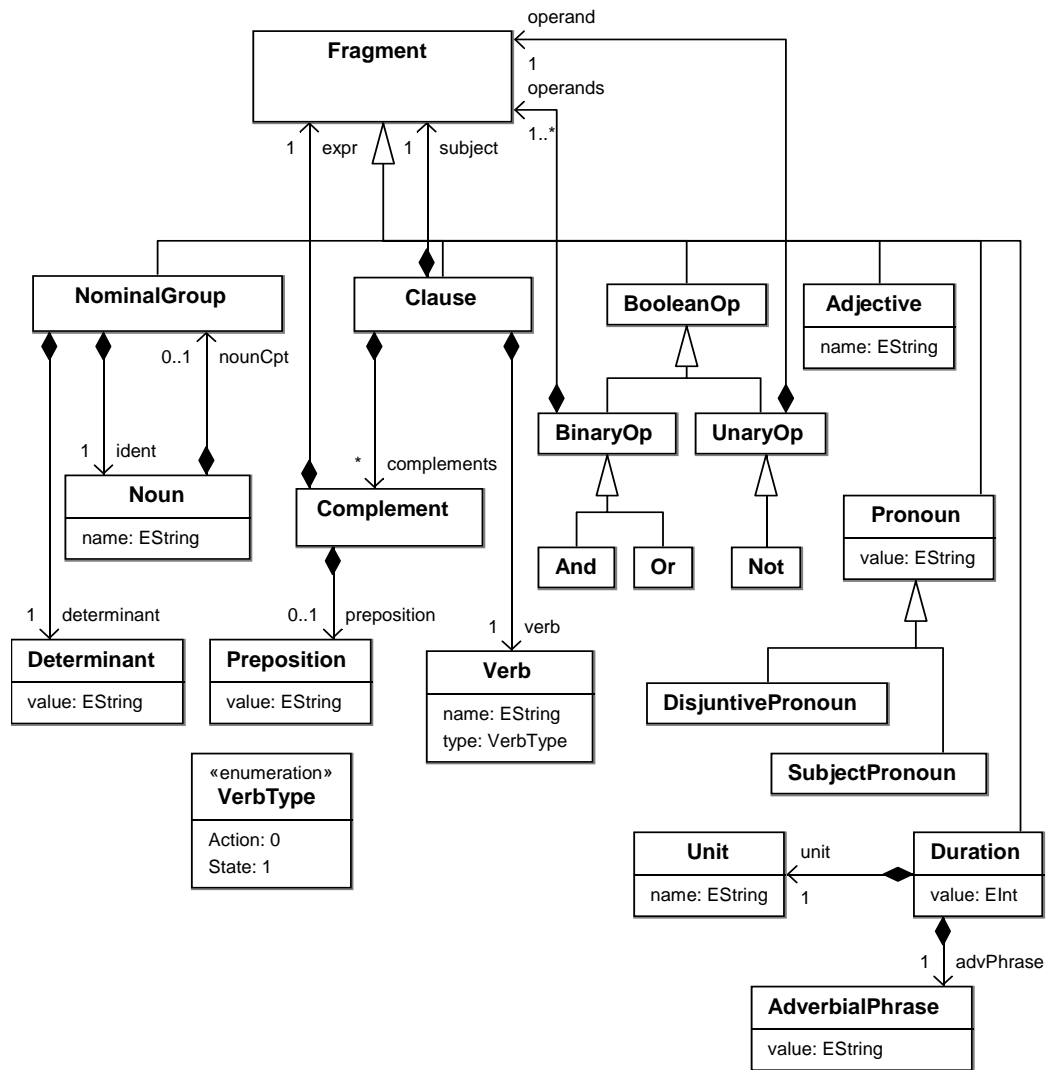 operand
Fragment
1
operands
1..*
1 expr
1 subject
NominalGroup
Clause
BooleanOp
Adjective
name: EString
0..1 nounCpt
BinaryOp
UnaryOp
1 ident
* complements
Noun
name: EString
Complement
Pronoun
value: EString
And
Or
Not
1 determinant
0..1 preposition
1 verb
Determinant
value: EString
Preposition
value: EString
Verb
name: EString
type: VerbType
DisjuntivePronoun
SubjectPronoun
«enumeration»
VerbType
Action: 0
State: 1
Unit
name: EString
unit
1
Duration
value: EInt
1 advPhrase
AdverbialPhrase
value: EString